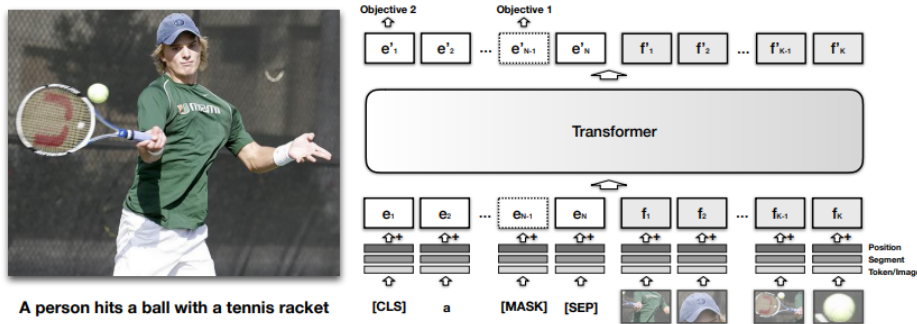 Objective 2 Objective 1
e'1 e'2 ... e'N-1 e'N f'1 f'2 ... f'K-1 f'K
Transformer
e1 e2 ... eN-1 eN f1 f2 ... fK-1 fK
+ + + + + + + +
Position
Segment
Token/Image
[CLS] a [MASK] [SEP]
MIAMI
A person hits a ball with a tennis racket